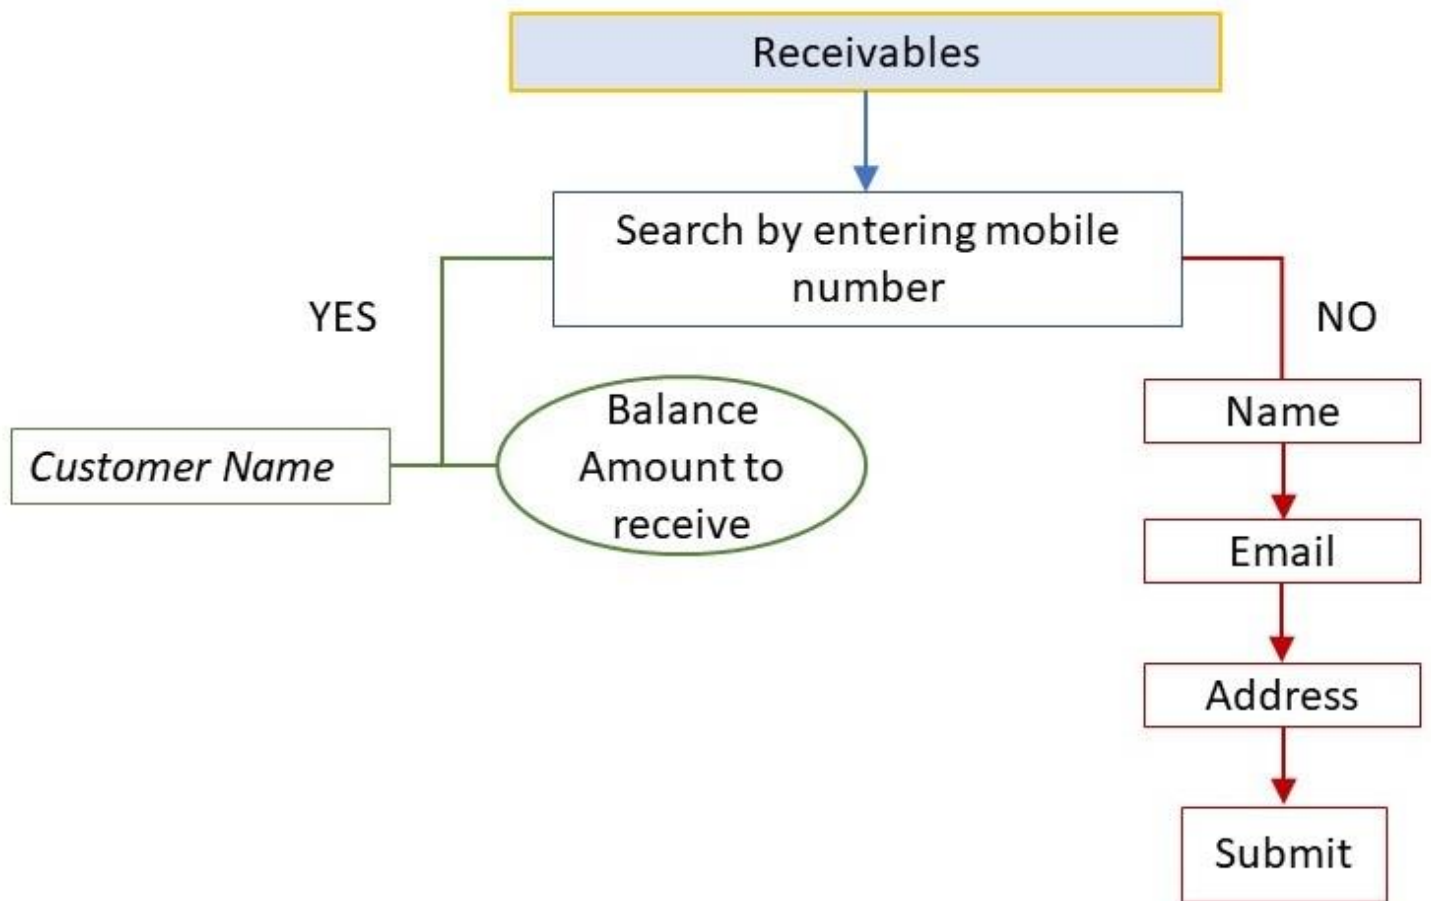 Receivables
Search by entering mobile
number
YES
NO
Customer Name
Balance
Amount to
receive
Name
Email
Address
Submit